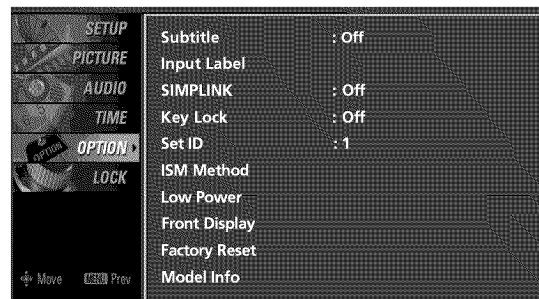 SETUP
PICTURE
AUDIO
TIME
OPTION
OPTION
LOCK
Move MENU Prev
Subtitle : Off
Input Label
SIMPLINK : Off
Key Lock : Off
Set ID : 1
ISM Method
Low Power
Front Display
Factory Reset
Model Info